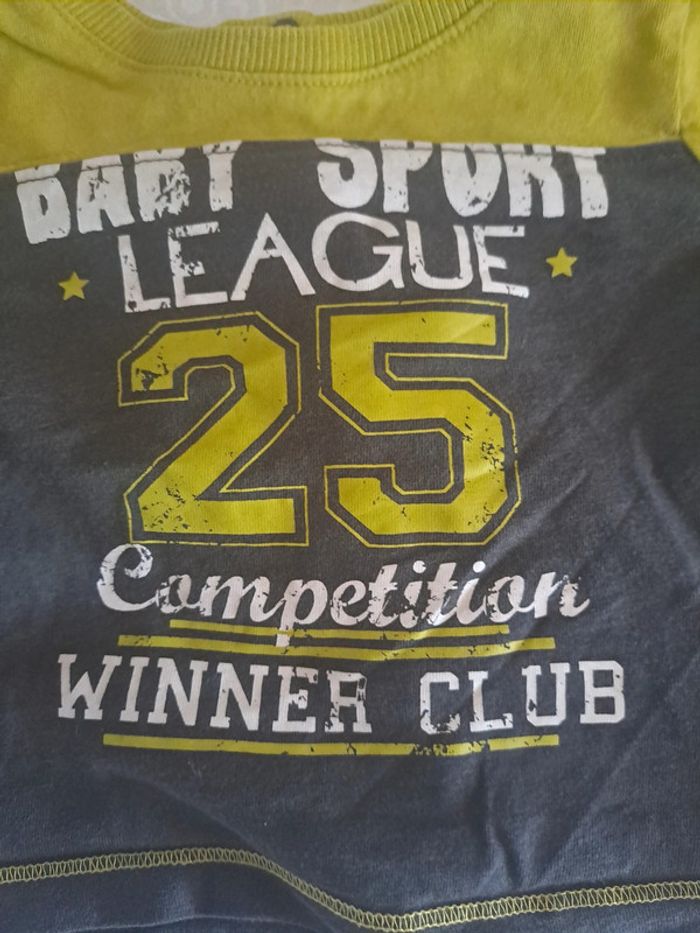 BABY SPORT
LEAGUE
25
Competition
WINNER CLUB